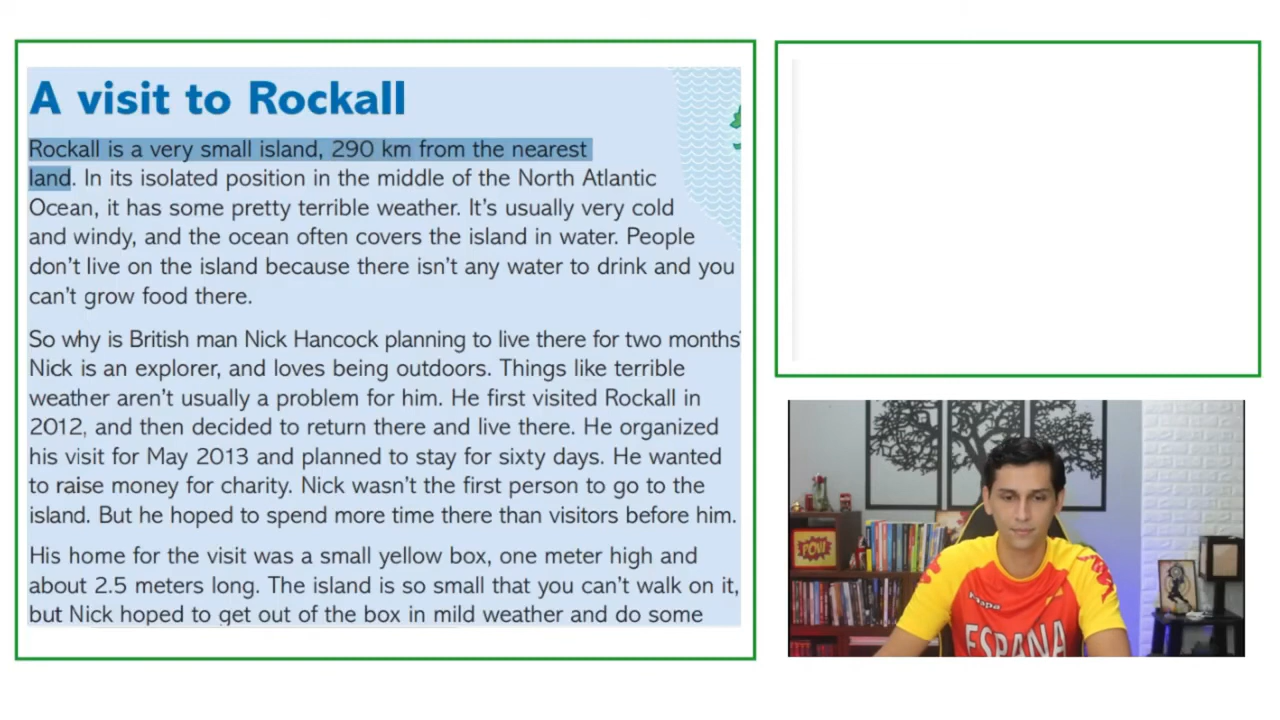 A visit to Rockall
Rockall is a very small island, 290 km from the nearest
land. In its isolated position in the middle of the North Atlantic
Ocean, it has some pretty terrible weather. It's usually very cold
and windy, and the ocean often covers the island in water. People
don't live on the island because there isn't any water to drink and you
can't grow food there.
So why is British man Nick Hancock planning to live there for two months
Nick is an explorer, and loves being outdoors. Things like terrible
weather aren't usually a problem for him. He first visited Rockall in
2012, and then decided to return there and live there. He organized
his visit for May 2013 and planned to stay for sixty days. He wanted
to raise money for charity. Nick wasn't the first person to go to the
island. But he hoped to spend more time there than visitors before him.
His home for the visit was a small yellow box, one meter high and
about 2.5 meters long. The island is so small that you can't walk on it,
but Nick hoped to get out of the box in mild weather and do some
POW!
Kappa
ESPAÑA